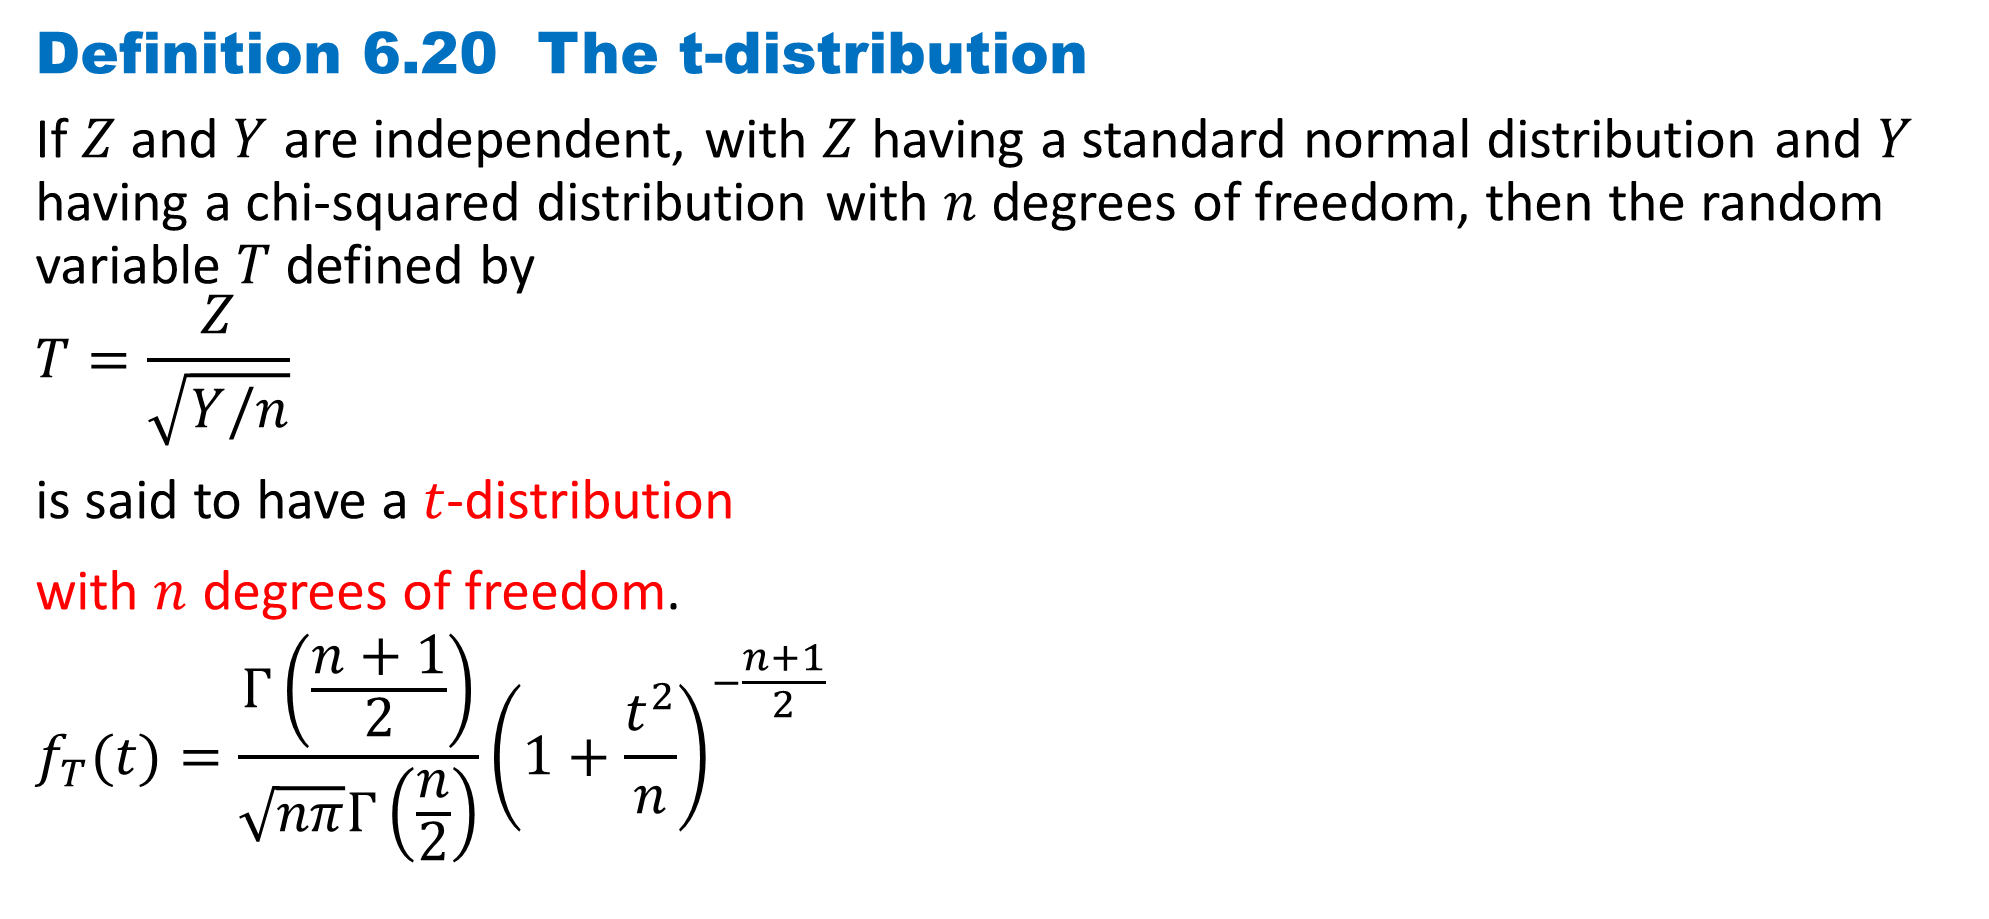 Definition 6.20 The t-distribution
If Z and Y are independent, with Z having a standard normal distribution and Y
having a chi-squared distribution with n degrees of freedom, then the random
variable T defined by
T = Z / √(Y/n)
is said to have a t-distribution
with n degrees of freedom.
f_T(t) = Γ((n + 1)/2) / (√(nπ) Γ(n/2)) (1 + t²/n)^(−(n+1)/2)